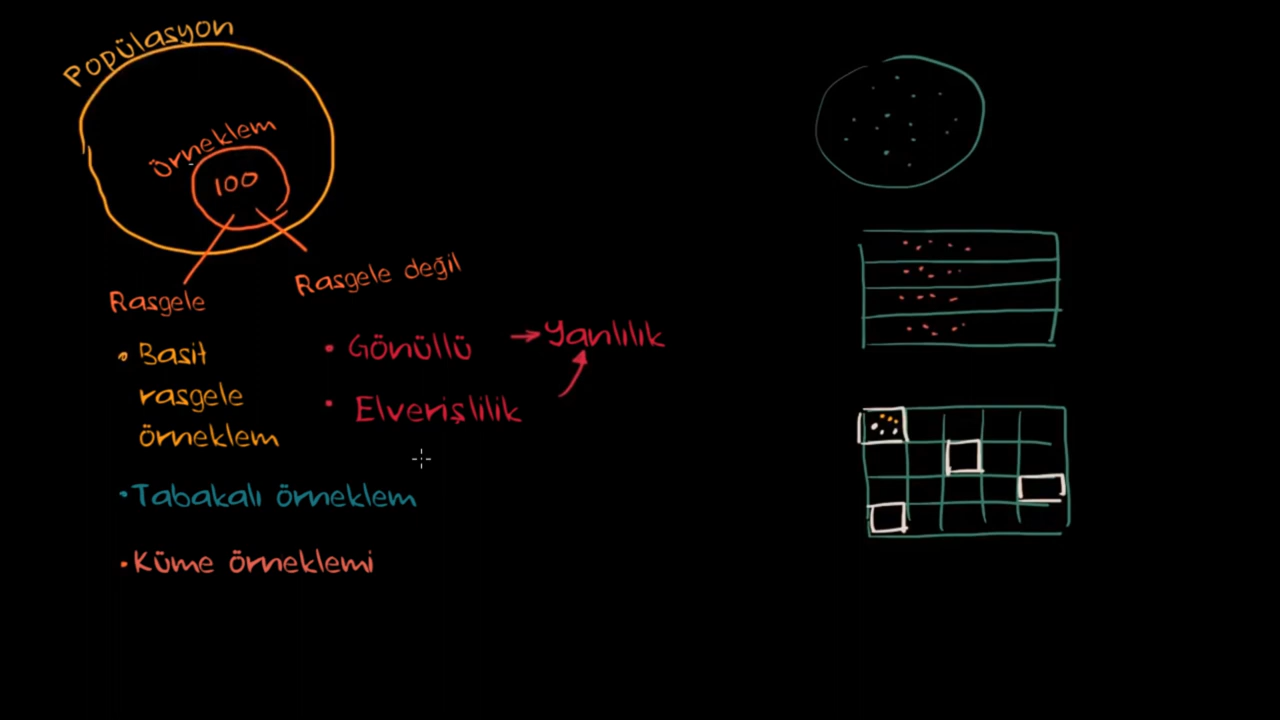 Popülasyon
örneklem
100
Rasgele
Rasgele değil
• Basit
rasgele
örneklem
• Tabakalı örneklem
• Küme örneklemi
• Gönüllü → Yanlılık
• Elverişlilik